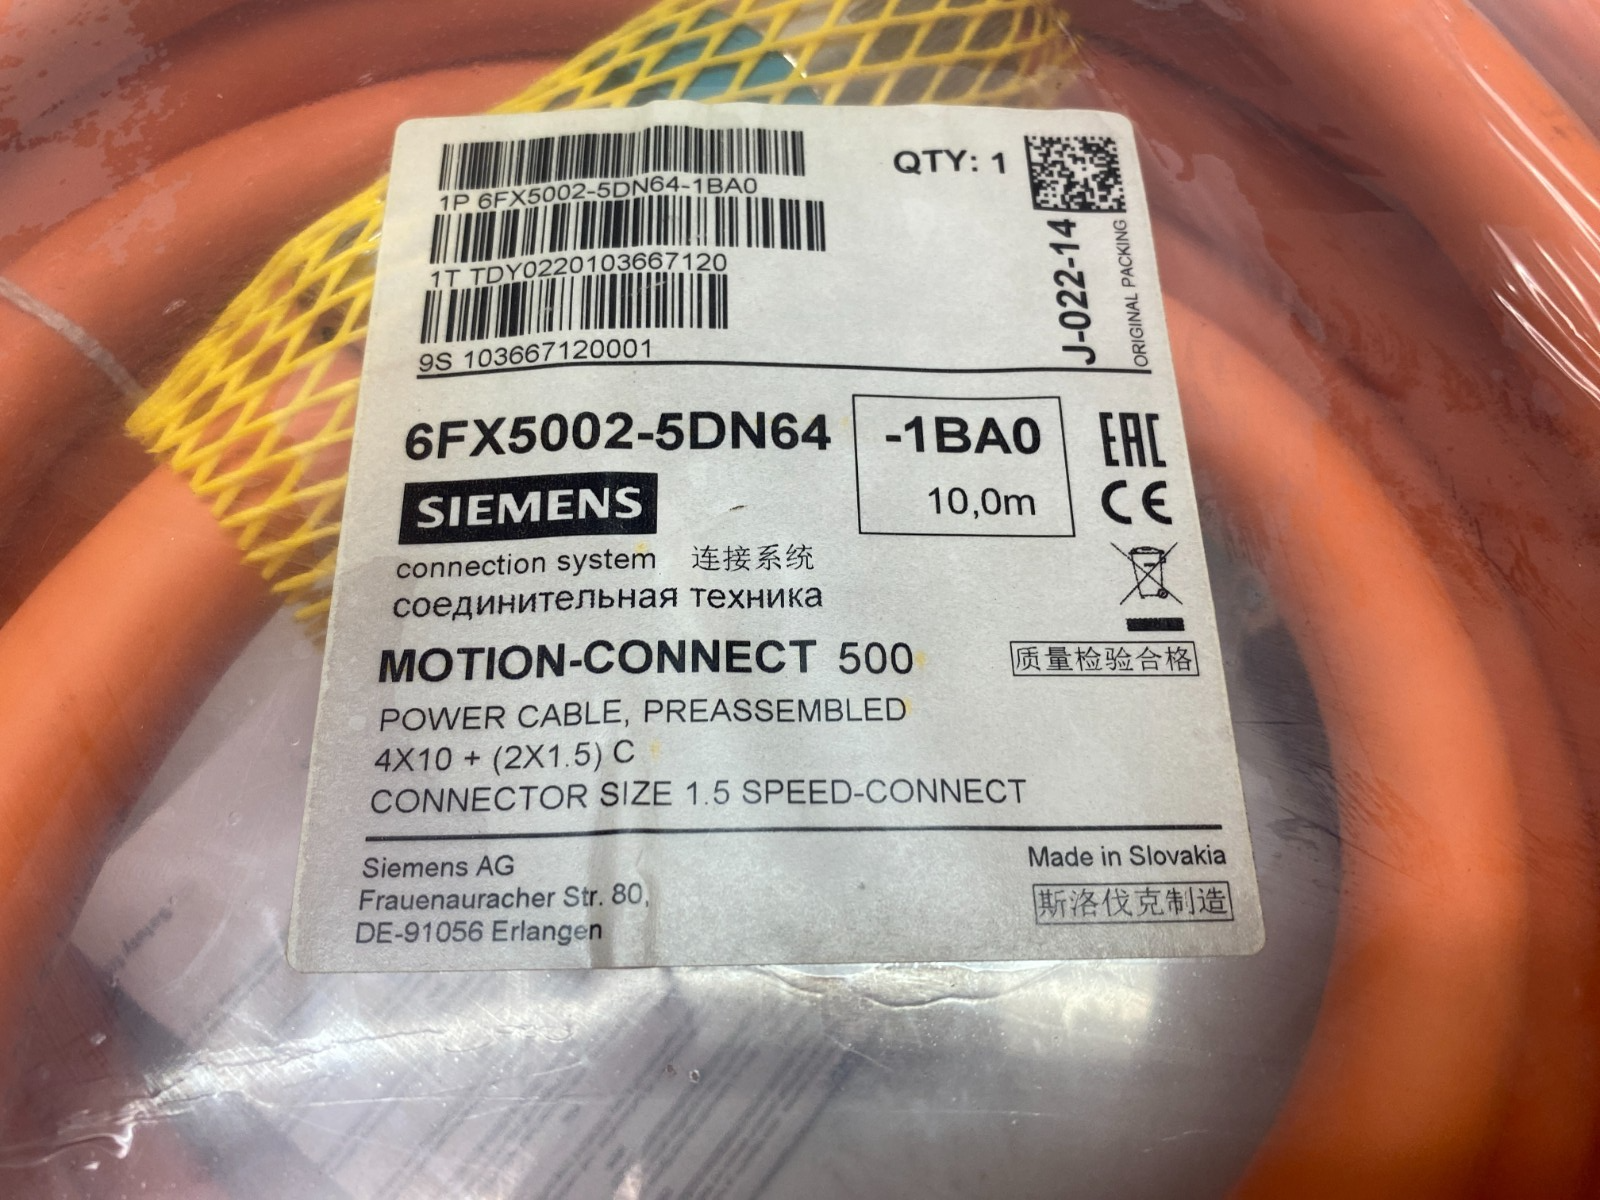 1P 6FX5002-5DN64-1BA0
QTY: 1
1T TDY0220103667120
9S 103667120001
J-022-14
ORIGINAL PACKING
6FX5002-5DN64
-1BA0
10,0m
EAC
CE
SIEMENS
connection system 连接系统
соединительная техника
MOTION-CONNECT 500
质量检验合格
POWER CABLE, PREASSEMBLED
4X10 + (2X1.5) C
CONNECTOR SIZE 1.5 SPEED-CONNECT
Siemens AG
Frauenauracher Str. 80,
DE-91056 Erlangen
Made in Slovakia
斯洛伐克制造